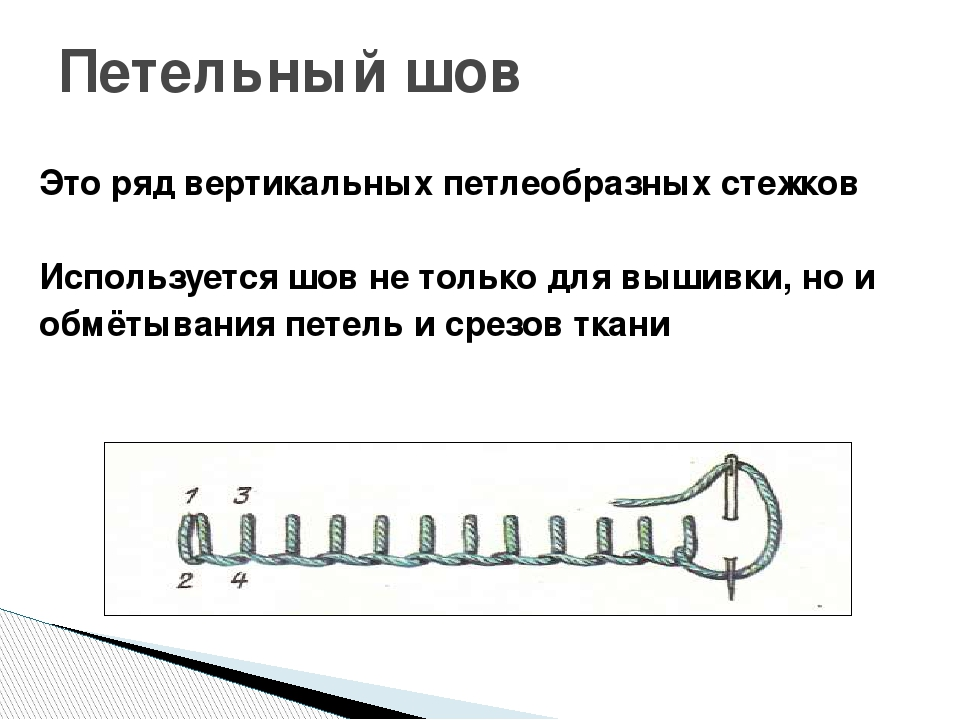 Петельный шов
Это ряд вертикальных петлеобразных стежков
Используется шов не только для вышивки, но и
обмётывания петель и срезов ткани
1 3
2 4